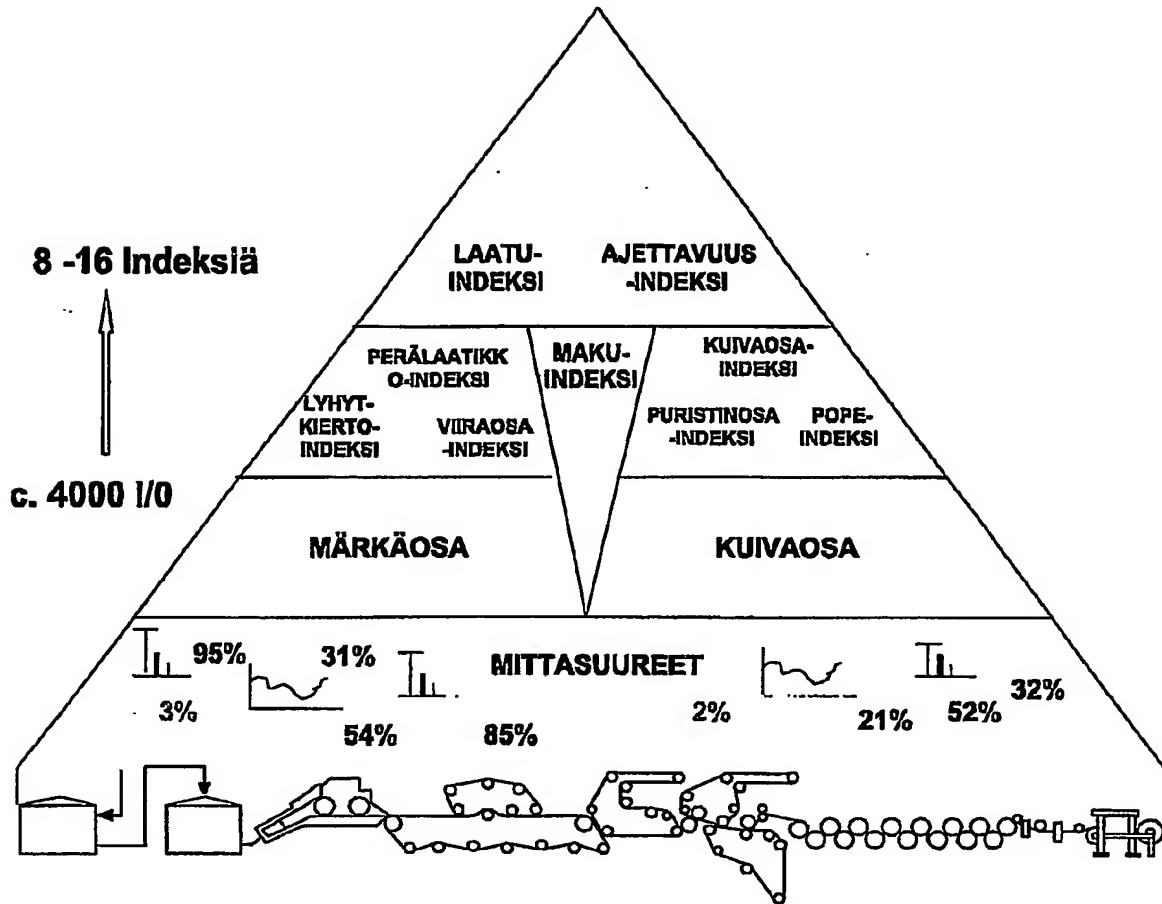 LAATU-
INDEKSI
AJETTAVUUS
-INDEKSI
8 -16 Indeksiä
c. 4000 I/0
PERÄLAATIKK
O-INDEKSI
LYHYT-
KIERTO-
INDEKSI
VIIRAOSA
-INDEKSI
MAKU-
INDEKSI
KUIVAOSA-
INDEKSI
PURISTINOSA
-INDEKSI
POPE-
INDEKSI
MÄRKÄOSA
KUIVAOSA
MITTASUUREET
95%
3%
31%
54%
85%
2%
21%
52%
32%